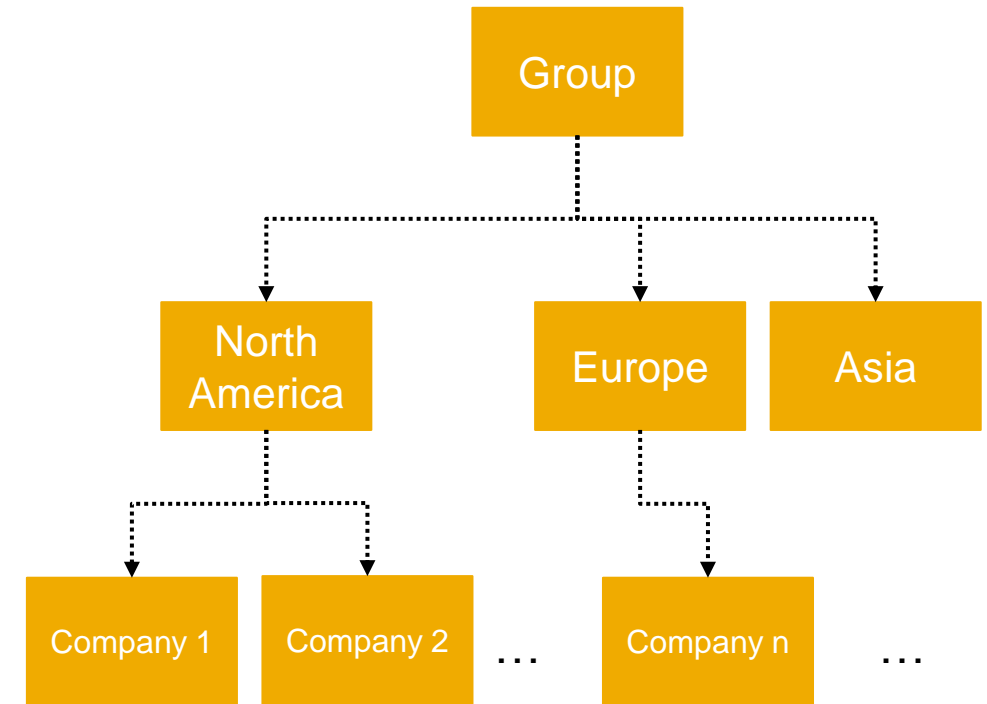 Group
North
America
Europe
Asia
Company 1
Company 2
...
Company n
...